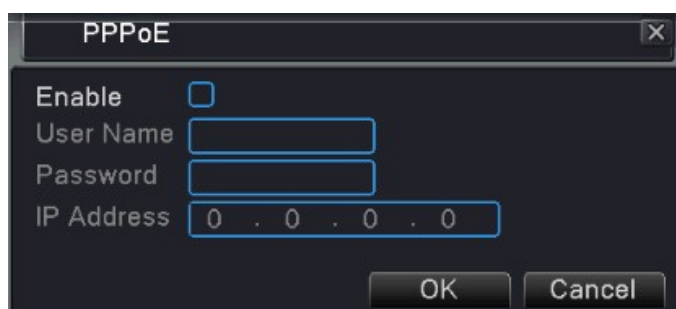 PPPoE
Enable
User Name
Password
IP Address 0 . 0 . 0 . 0
OK Cancel